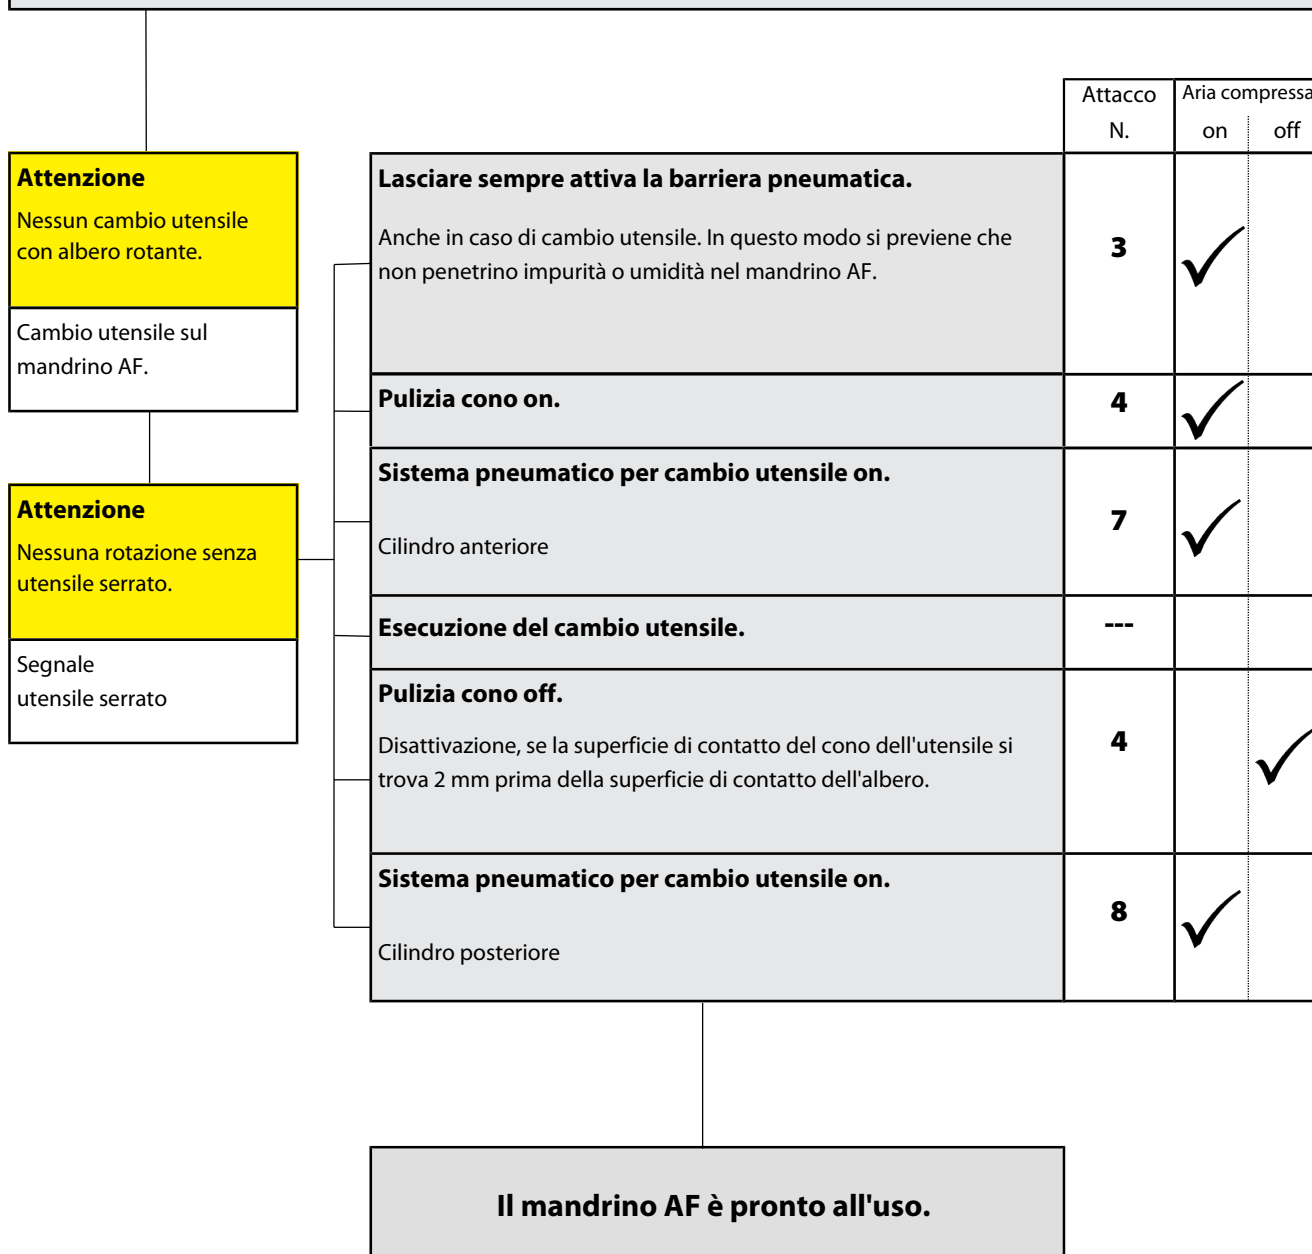 Attacco
N.
Aria compressa
on off
Attenzione
Nessun cambio utensile
con albero rotante.
Cambio utensile sul
mandrino AF.
Attenzione
Nessuna rotazione senza
utensile serrato.
Segnale
utensile serrato
Lasciare sempre attiva la barriera pneumatica.
Anche in caso di cambio utensile. In questo modo si previene che
non penetrino impurità o umidità nel mandrino AF.
3
Pulizia cono on.
4
Sistema pneumatico per cambio utensile on.
Cilindro anteriore
7
Esecuzione del cambio utensile.
---
Pulizia cono off.
Disattivazione, se la superficie di contatto del cono dell'utensile si
trova 2 mm prima della superficie di contatto dell'albero.
4
Sistema pneumatico per cambio utensile on.
Cilindro posteriore
8
Il mandrino AF è pronto all'uso.